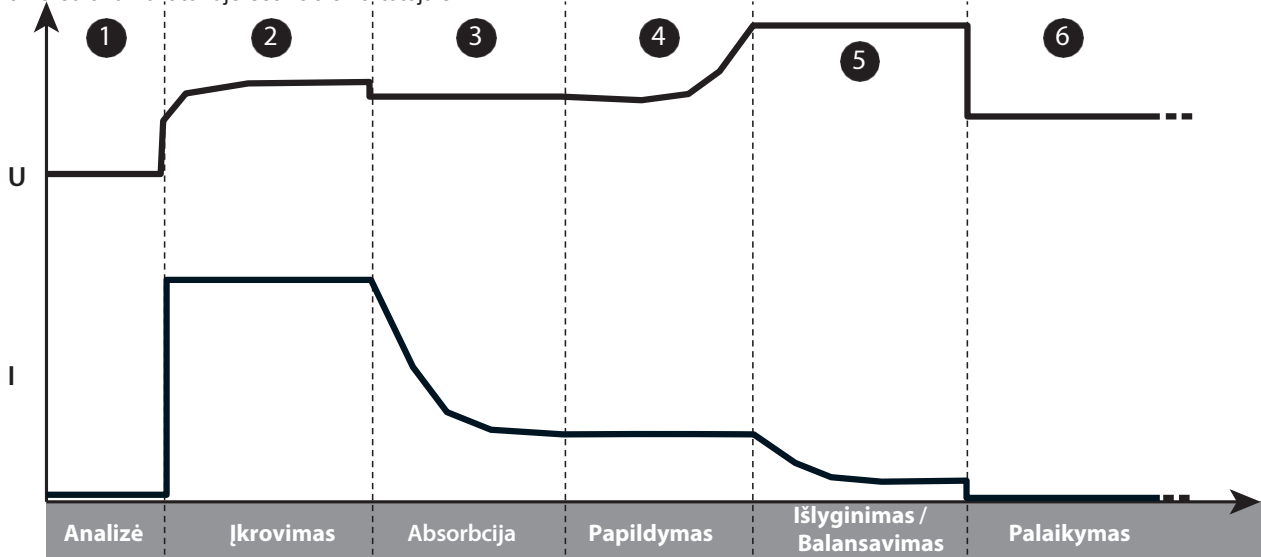 1 2 3 4 5 6
U
I
Analizė Įkrovimas Absorbcija Papildymas Išlyginimas / Palaikymas
Balansavimas